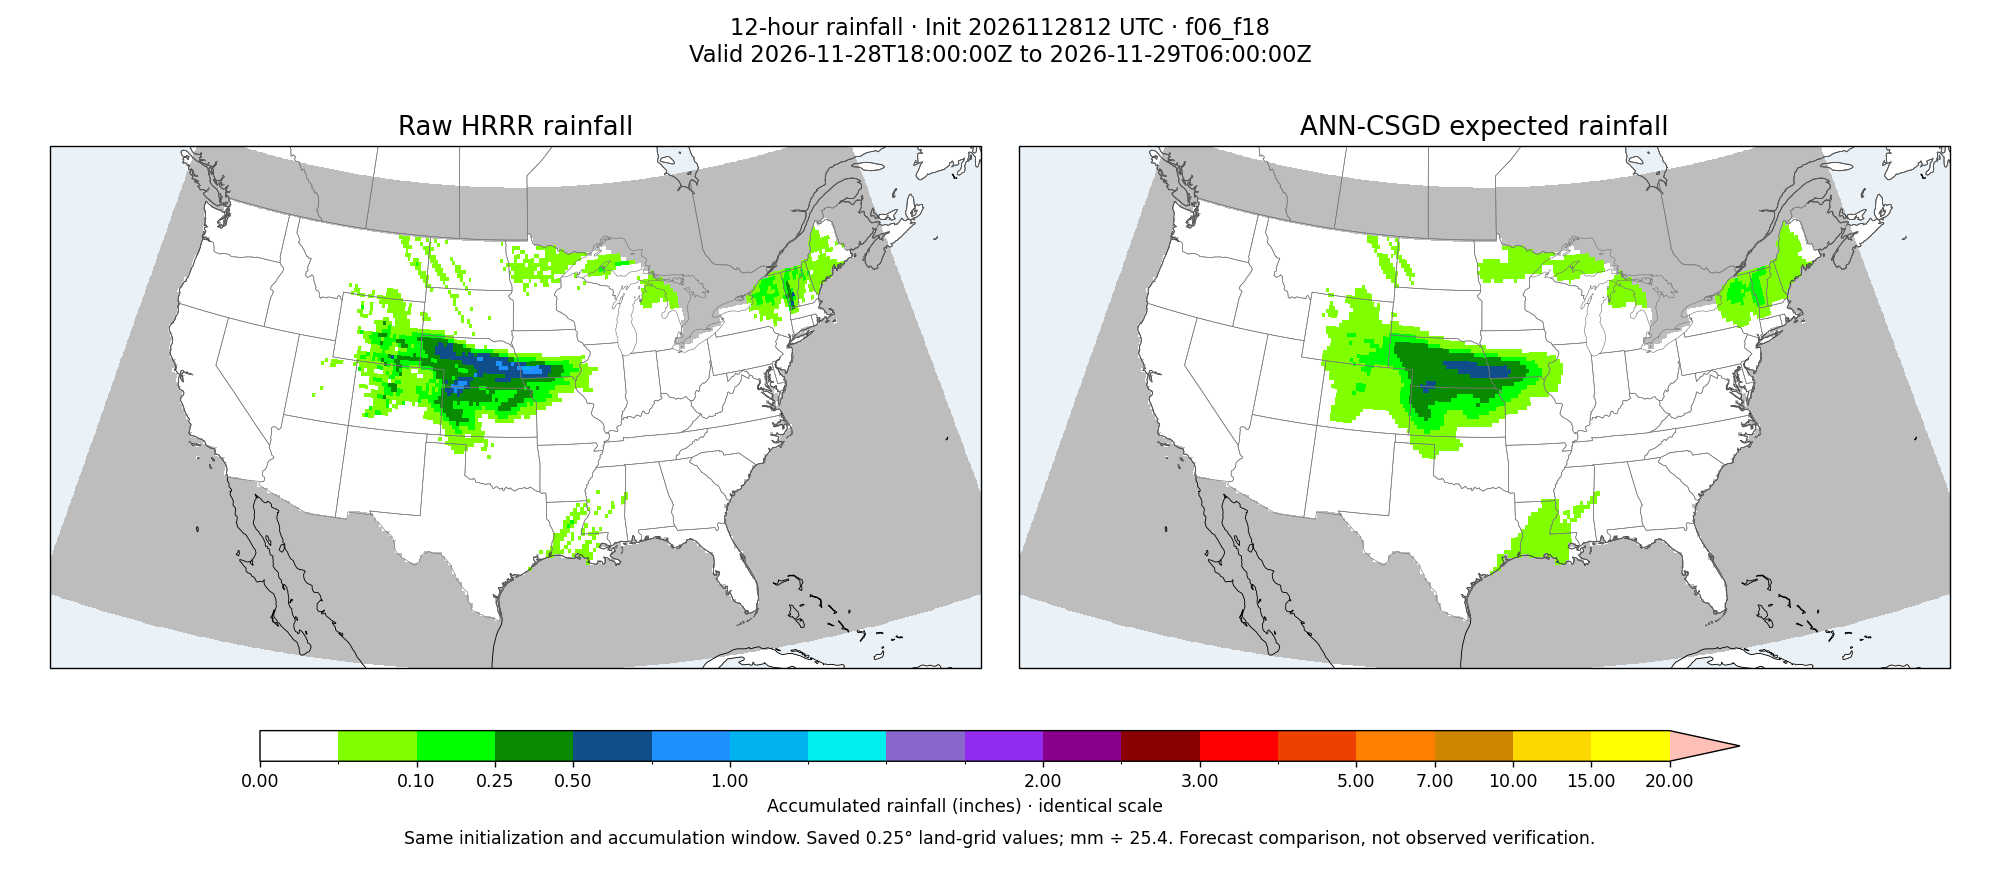 12-hour rainfall · Init 2026112812 UTC · f06_f18
Valid 2026-11-28T18:00:00Z to 2026-11-29T06:00:00Z
Raw HRRR rainfall
ANN-CSGD expected rainfall
0.00 0.10 0.25 0.50 1.00 2.00 3.00 5.00 7.00 10.00 15.00 20.00
Accumulated rainfall (inches) · identical scale
Same initialization and accumulation window. Saved 0.25° land-grid values; mm ÷ 25.4. Forecast comparison, not observed verification.